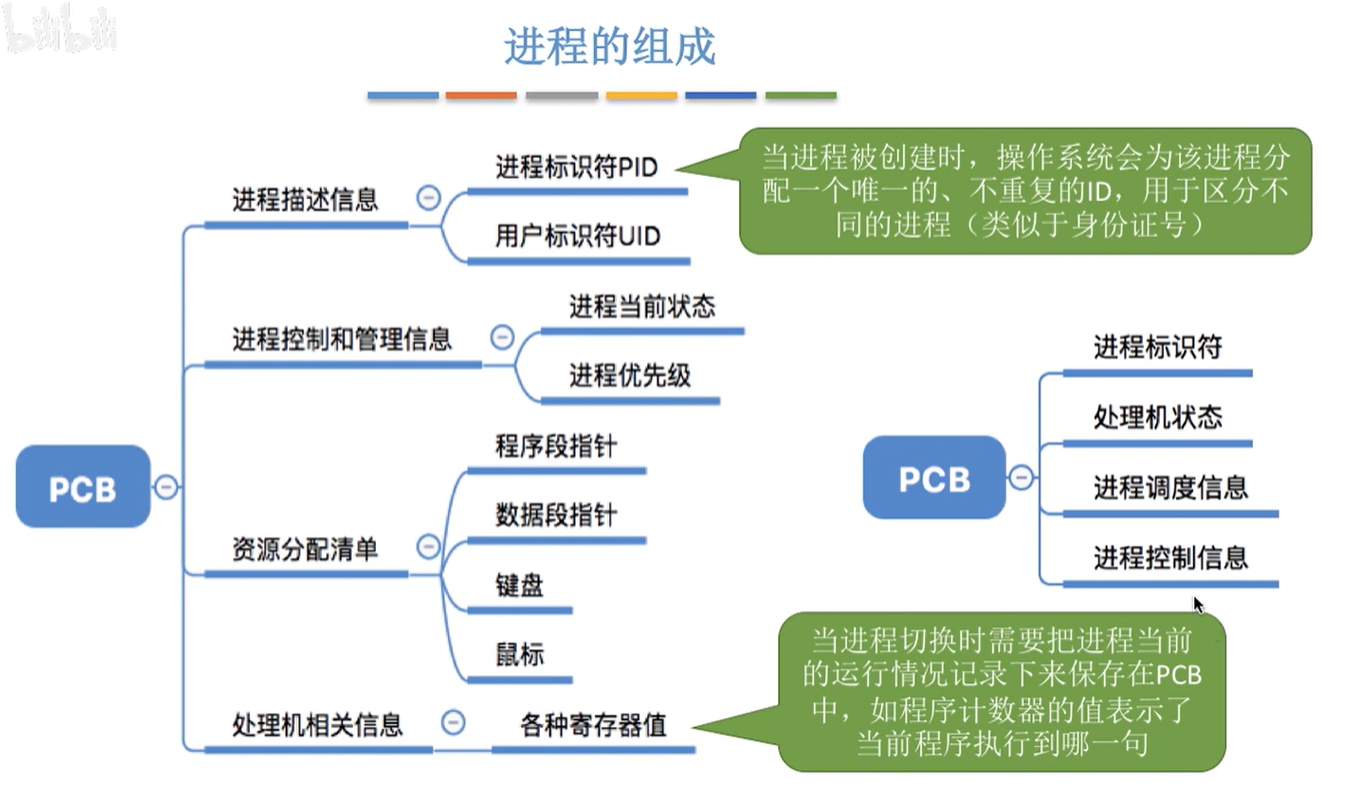 bilibili
进程的组成
进程描述信息
进程标识符PID
用户标识符UID
当进程被创建时，操作系统会为该进程分
配一个唯一的、不重复的ID，用于区分不
同的进程（类似于身份证号）
进程控制和管理信息
进程当前状态
进程优先级
PCB
资源分配清单
程序段指针
数据段指针
键盘
鼠标
处理机相关信息
各种寄存器值
PCB
进程标识符
处理机状态
进程调度信息
进程控制信息
当进程切换时需要把进程当前
的运行情况记录下来保存在PCB
中，如程序计数器的值表示了
当前程序执行到哪一句